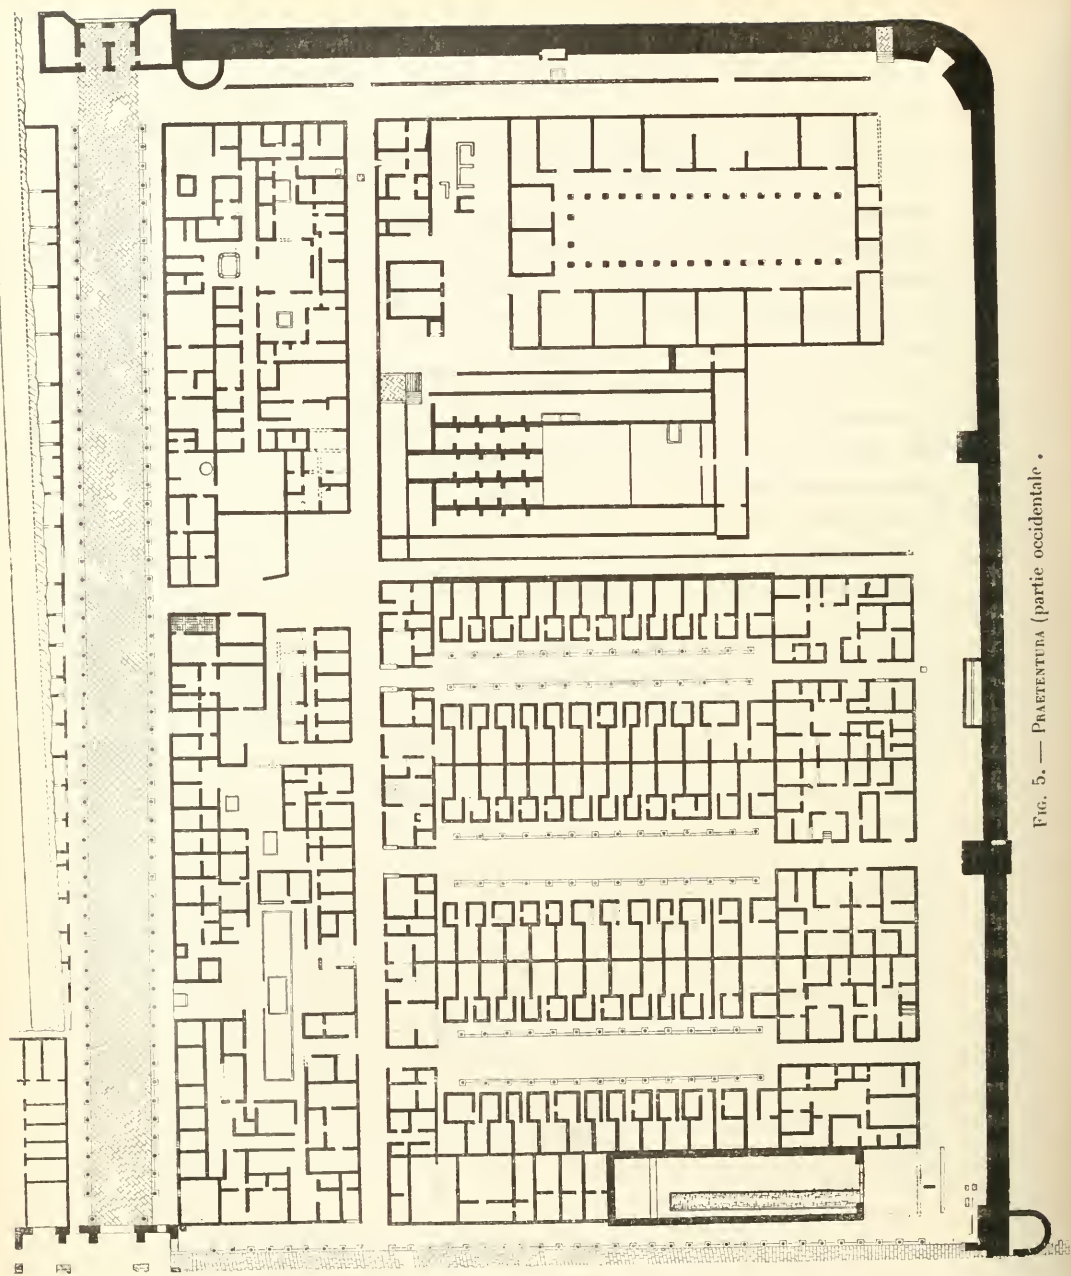 Fig. 5. — Praetentura (partie occidentale.